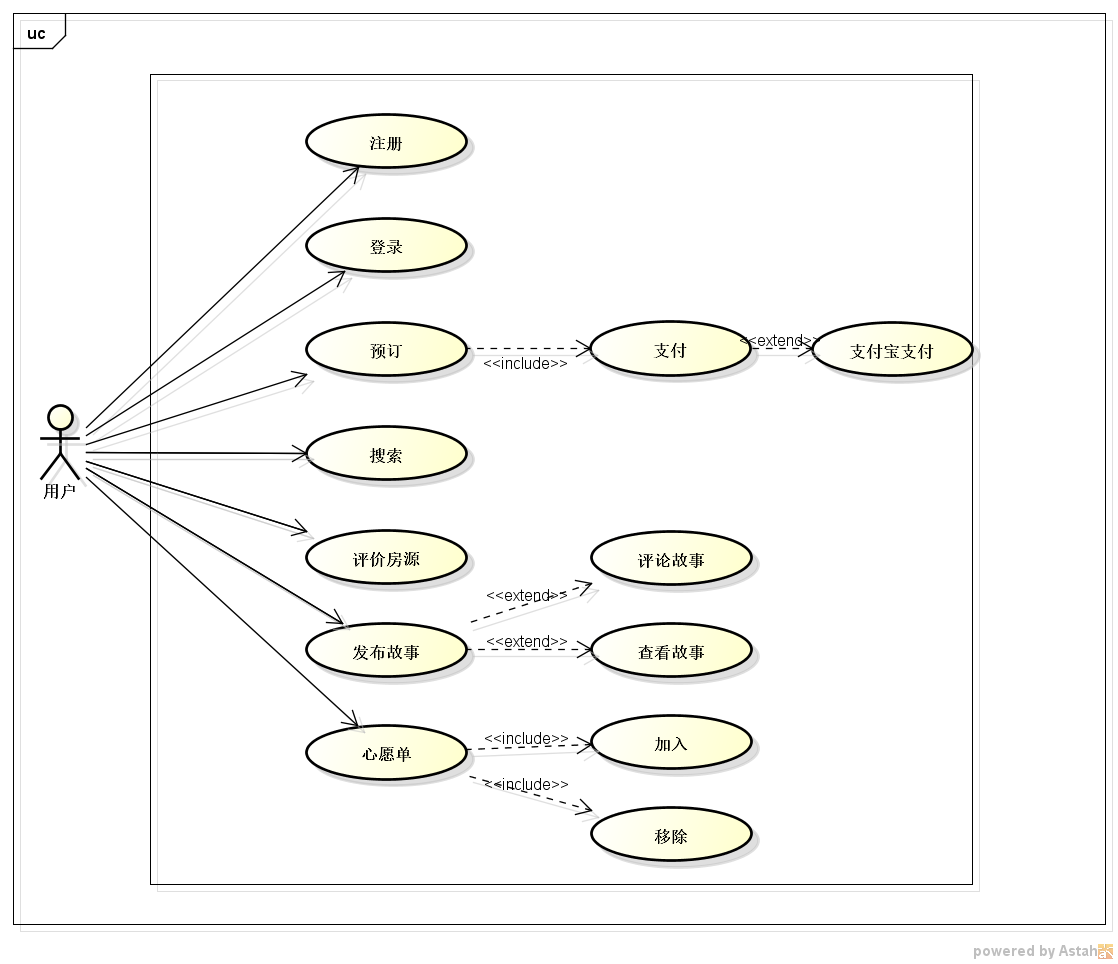 uc
注册
登录
预订
<<include>>
支付
<<extend>>
支付宝支付
用户
搜索
评价房源
<<extend>>
评论故事
发布故事
<<extend>>
查看故事
心愿单
<<include>>
加入
<<include>>
移除
powered by Astah